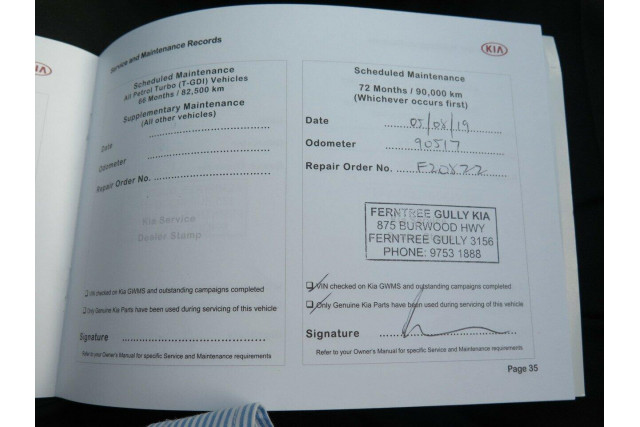 KIA
Service and Maintenance Records
Scheduled Maintenance
All Petrol Turbo (T-GDI) Vehicles
66 Months / 82,500 km
Supplementary Maintenance
(All other vehicles)
Date
Odometer
Repair Order No.
Kia Service
Dealer Stamp
VIN checked on Kia GWMS and outstanding campaigns completed
Only Genuine Kia Parts have been used during servicing of this vehicle
Signature
Refer to your Owner's Manual for specific Service and Maintenance requirements
KIA
Scheduled Maintenance
72 Months / 90,000 km
(Whichever occurs first)
Date 05/08/19
Odometer 90517
Repair Order No.
FERNTREE GULLY KIA
875 BURWOOD HWY
FERNTREE GULLY 3156
PHONE: 9753 1888
VIN checked on Kia GWMS and outstanding campaigns completed
Only Genuine Kia Parts have been used during servicing of this vehicle
Signature
Refer to your Owner's Manual for specific Service and Maintenance requirements
Page 35